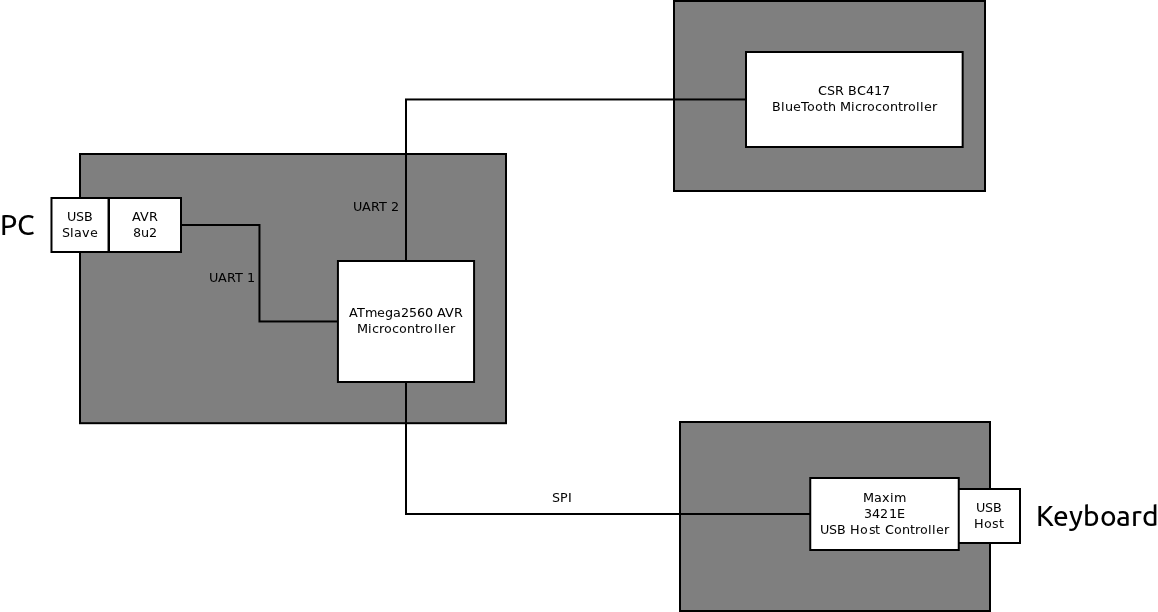 CSR BC417
BlueTooth Microcontroller
UART 2
PC
USB
Slave
AVR
8u2
UART 1
ATmega2560 AVR
Microcontroller
SPI
Maxim
3421E
USB Host Controller
USB
Host
Keyboard